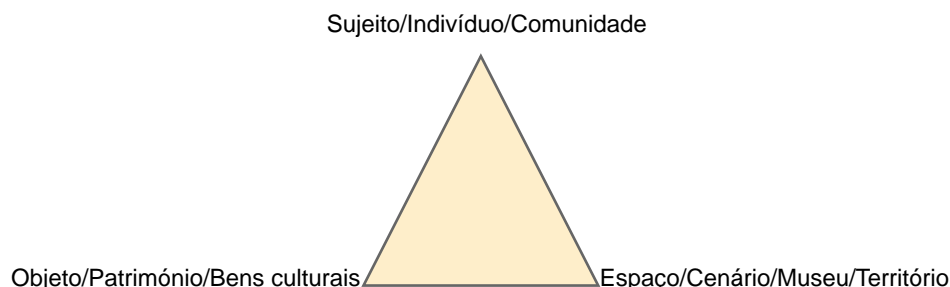 Sujeito/Indivíduo/Comunidade
Objeto/Património/Bens culturais
Espaço/Cenário/Museu/Território